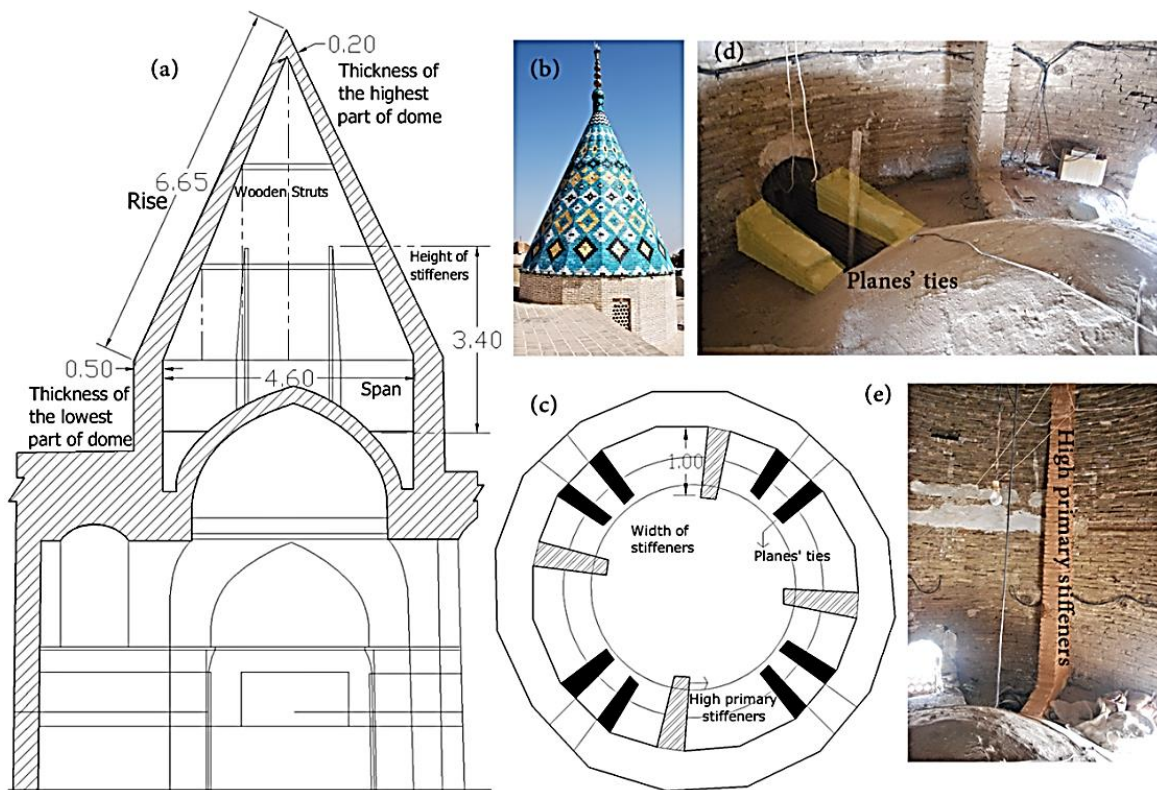 (a)
0.20
Thickness of
the highest
part of dome
6.65
Rise
Wooden Struts
Height of
stiffeners
3.40
0.50
Thickness of
the lowest
part of dome
4.60
Span
(b)
(c)
1.00
Width of
stiffeners
Planes' ties
High primary
stiffeners
(d)
Planes' ties
(e)
High primary stiffeners